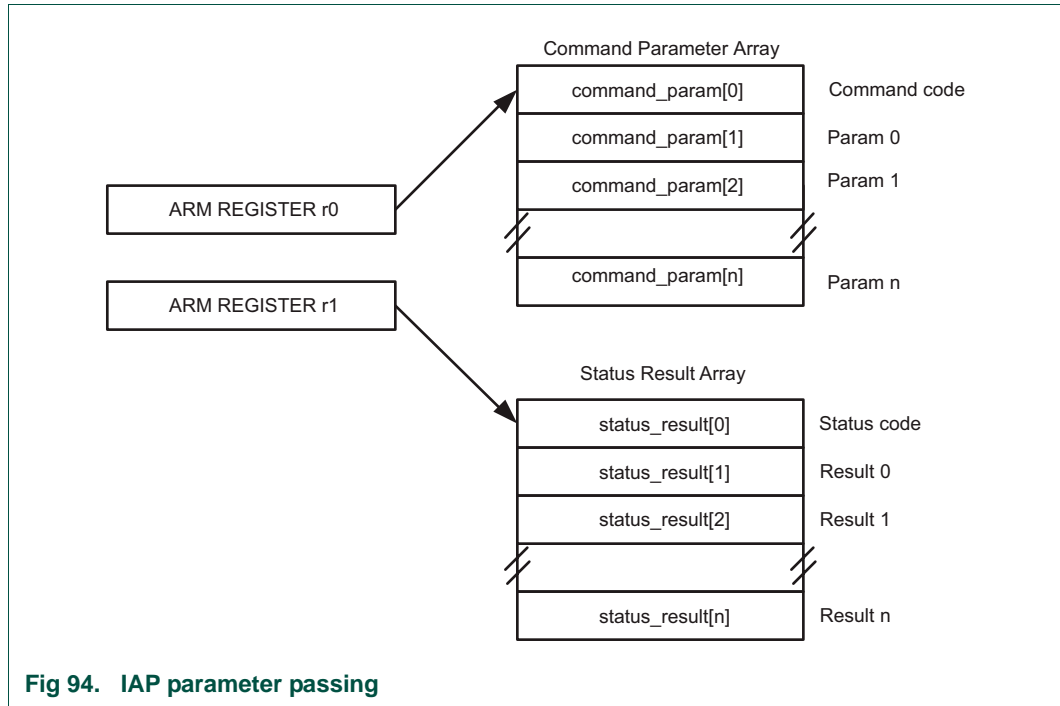 Command Parameter Array
command_param[0] Command code
command_param[1] Param 0
command_param[2] Param 1
ARM REGISTER r0
command_param[n] Param n
ARM REGISTER r1
Status Result Array
status_result[0] Status code
status_result[1] Result 0
status_result[2] Result 1
status_result[n] Result n
Fig 94. IAP parameter passing